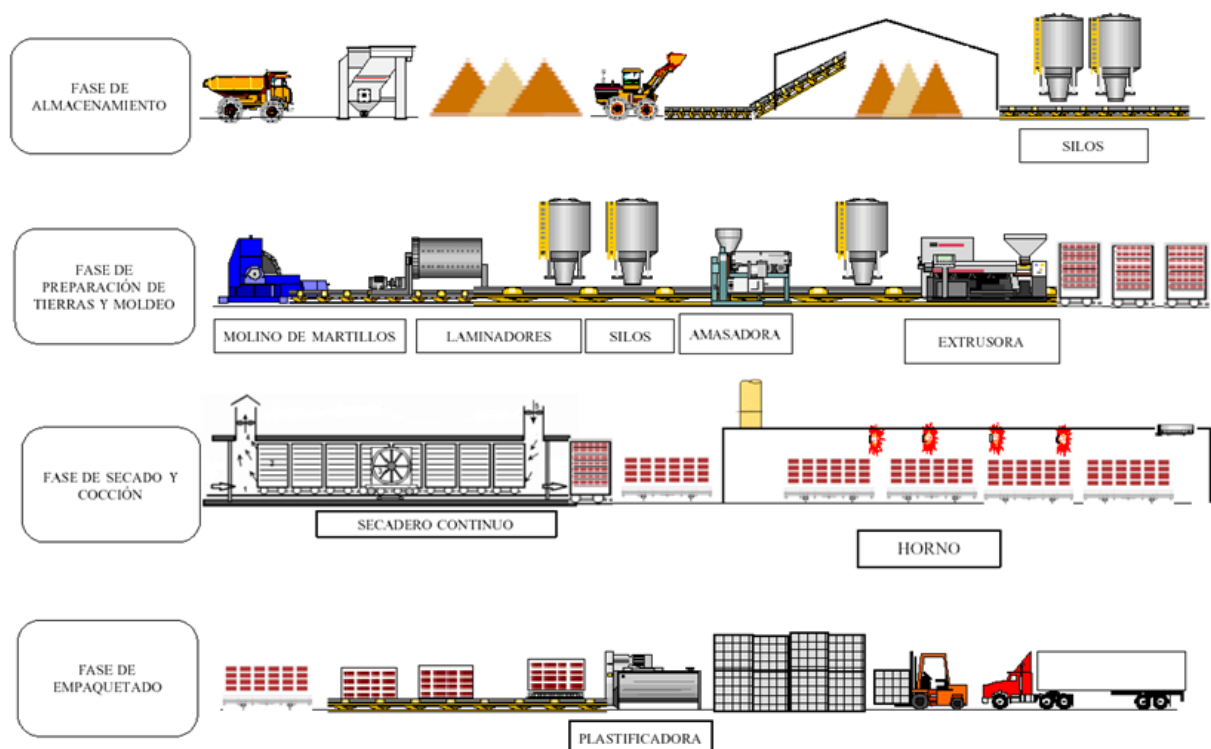 FASE DE
ALMACENAMIENTO
SILOS
FASE DE
PREPARACIÓN DE
TIERRAS Y MOLDEO
MOLINO DE MARTILLOS
LAMINADORES
SILOS
AMASADORA
EXTRUSORA
FASE DE SECADO Y
COCCIÓN
SECADERO CONTINUO
HORNO
FASE DE
EMPAQUETADO
PLASTIFICADORA